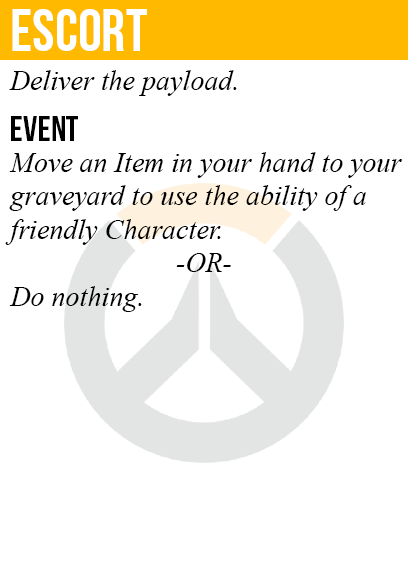 ESCORT
Deliver the payload.
EVENT
Move an Item in your hand to your
graveyard to use the ability of a
friendly Character.
-OR-
Do nothing.